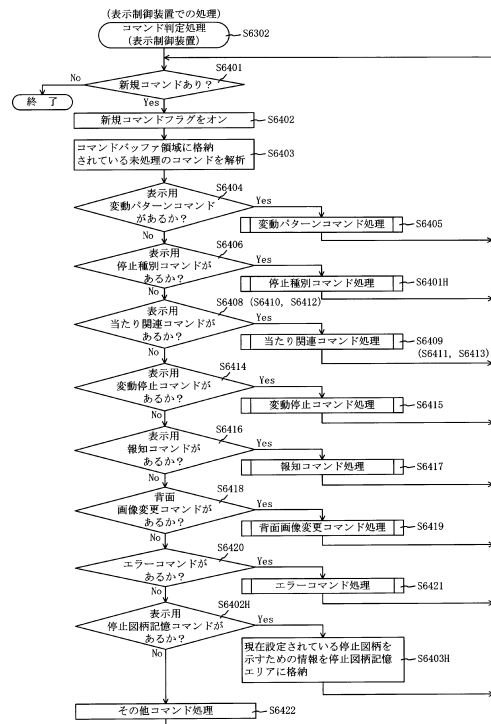 (表示制御装置での処理)
コマンド判定処理
(表示制御装置)
S6302
S6401
新規コマンドあり？
No
終 了
Yes
新規コマンドフラグをオン
S6402
コマンドバッファ領域に格納
されている未処理のコマンドを解析
S6403
S6404
表示用
変動パターンコマンド
があるか？
Yes
変動パターンコマンド処理
S6405
No
S6406
表示用
停止種別コマンドが
あるか？
Yes
停止種別コマンド処理
S6401H
No
S6408 (S6410, S6412)
表示用
当たり関連コマンドが
あるか？
Yes
当たり関連コマンド処理
S6409
(S6411, S6413)
No
S6414
表示用
変動停止コマンドが
あるか？
Yes
変動停止コマンド処理
S6415
No
S6416
表示用
報知コマンドが
あるか？
Yes
報知コマンド処理
S6417
No
S6418
背面
画像変更コマンドが
あるか？
Yes
背面画像変更コマンド処理
S6419
No
S6420
エラーコマンドが
あるか？
Yes
エラーコマンド処理
S6421
No
S6402H
表示用
停止図柄記憶コマンドが
あるか？
Yes
現在設定されている停止図柄を
示すための情報を停止図柄記憶
エリアに格納
S6403H
No
その他コマンド処理
S6422